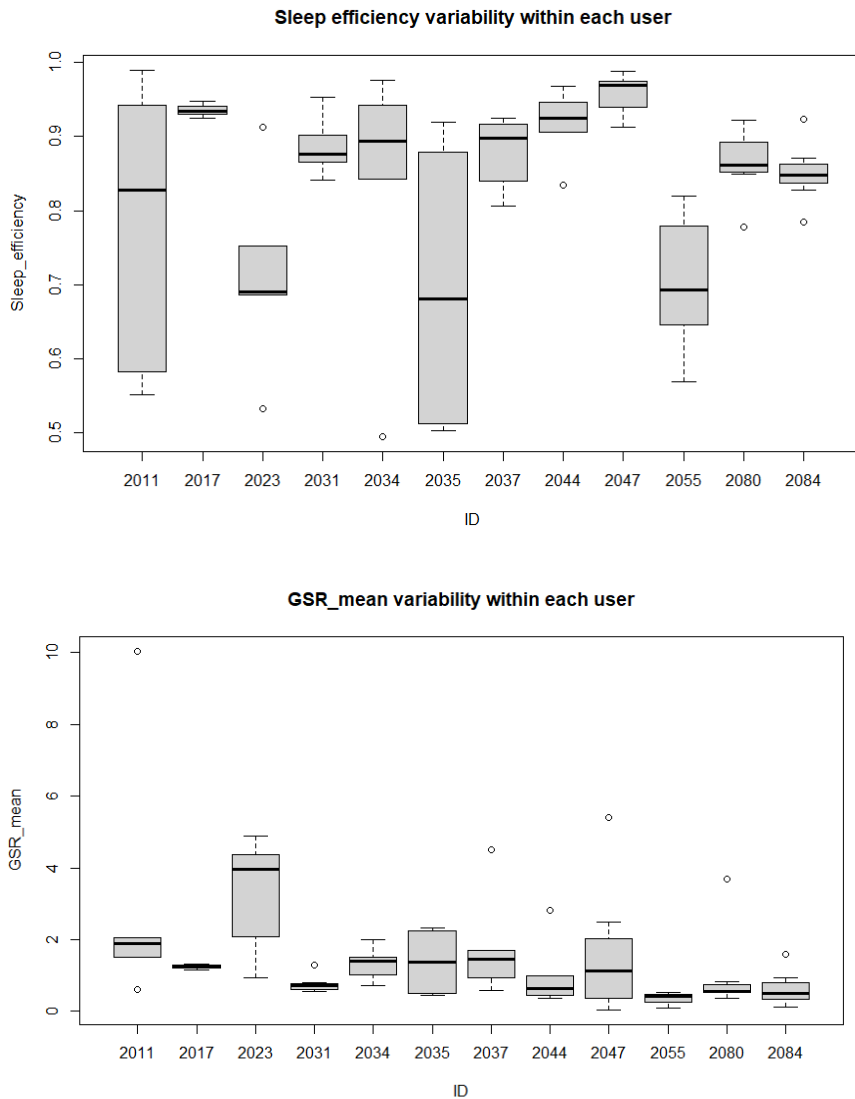 Sleep efficiency variability within each user
Sleep_efficiency
1.0
0.9
0.8
0.7
0.6
0.5
2011 2017 2023 2031 2034 2035 2037 2044 2047 2055 2080 2084
ID
GSR_mean variability within each user
GSR_mean
10
8
6
4
2
0
2011 2017 2023 2031 2034 2035 2037 2044 2047 2055 2080 2084
ID